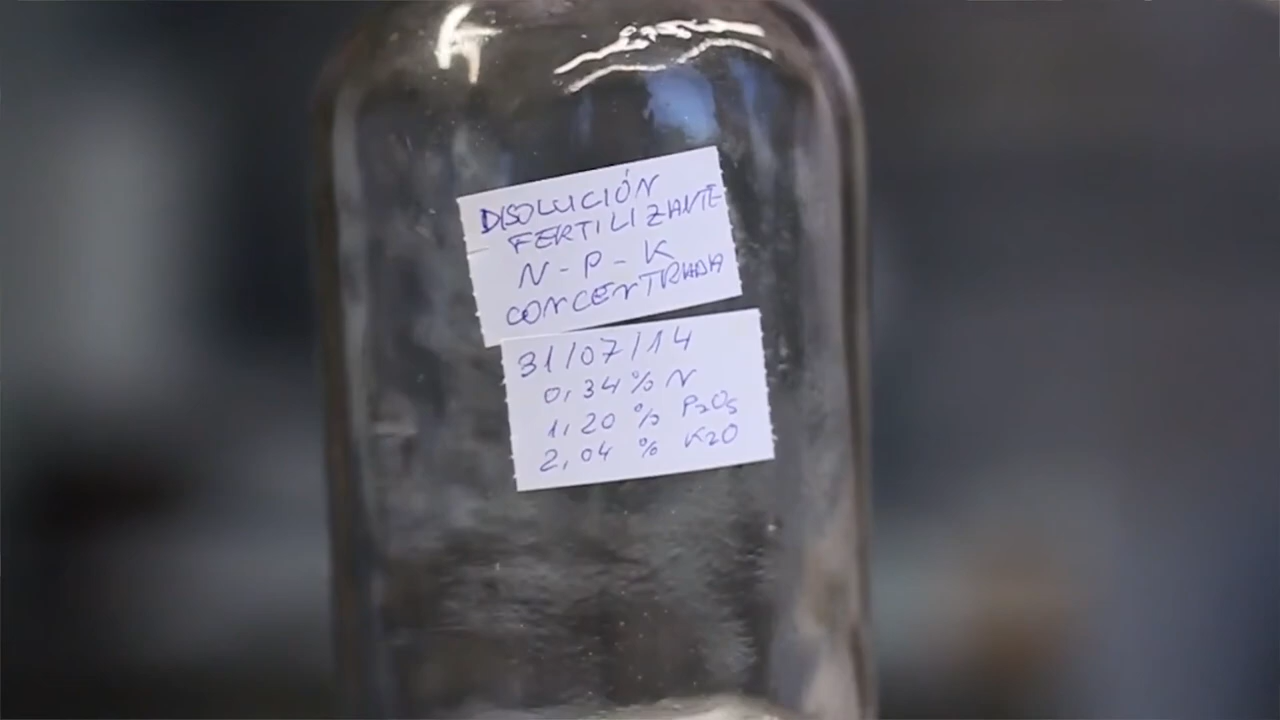 DISOLUCIÓN
FERTILIZANTE
N - P - K
CONCENTRADA
31/07/14
0,34 % N
1,20 % P₂O₅
2,04 % K2O